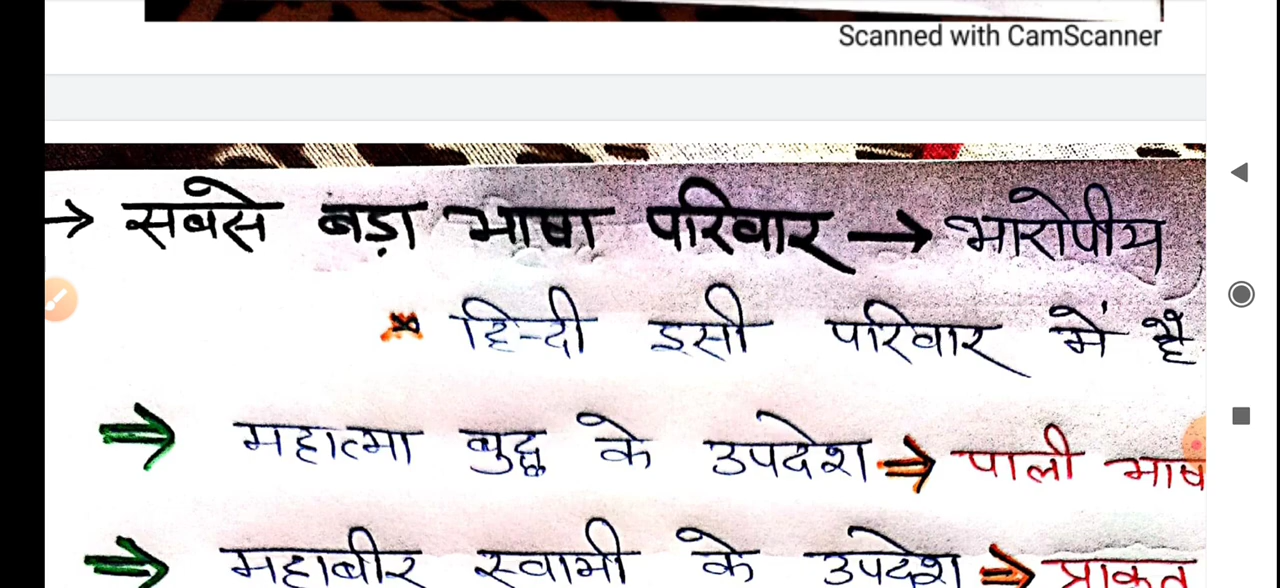 Scanned with CamScanner
→ सबसे बड़ा भाषा परिवार → भारोपीय
* हिन्दी इसी परिवार में है
⇒ महात्मा बुद्ध के उपदेश ⇒ पाली भाष
⇒ महाबीर स्वामी के उपदेश ⇒ प्राकृत